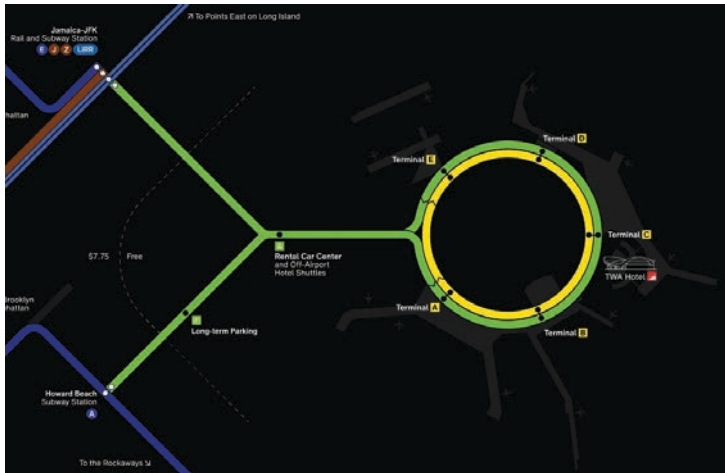 To Points East on Long Island
Jamaica-JFK
Rail and Subway Station
E J Z LIRR
hattan
Terminal D
Terminal E
Terminal C
TWA Hotel
$7.75 Free
Rental Car Center
and Off-Airport
Hotel Shuttles
Terminal A
Terminal B
Long-term Parking
Brooklyn
hattan
Howard Beach
Subway Station
A
To the Rockaways